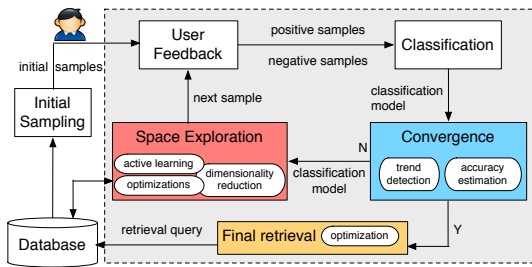 User
Feedback
positive samples
negative samples
Classification
initial samples
Initial
Sampling
next sample
classification
model
Space Exploration
active learning
optimizations
dimensionality
reduction
N
classification
model
Convergence
trend
detection
accuracy
estimation
Y
Database
retrieval query
Final retrieval
optimization